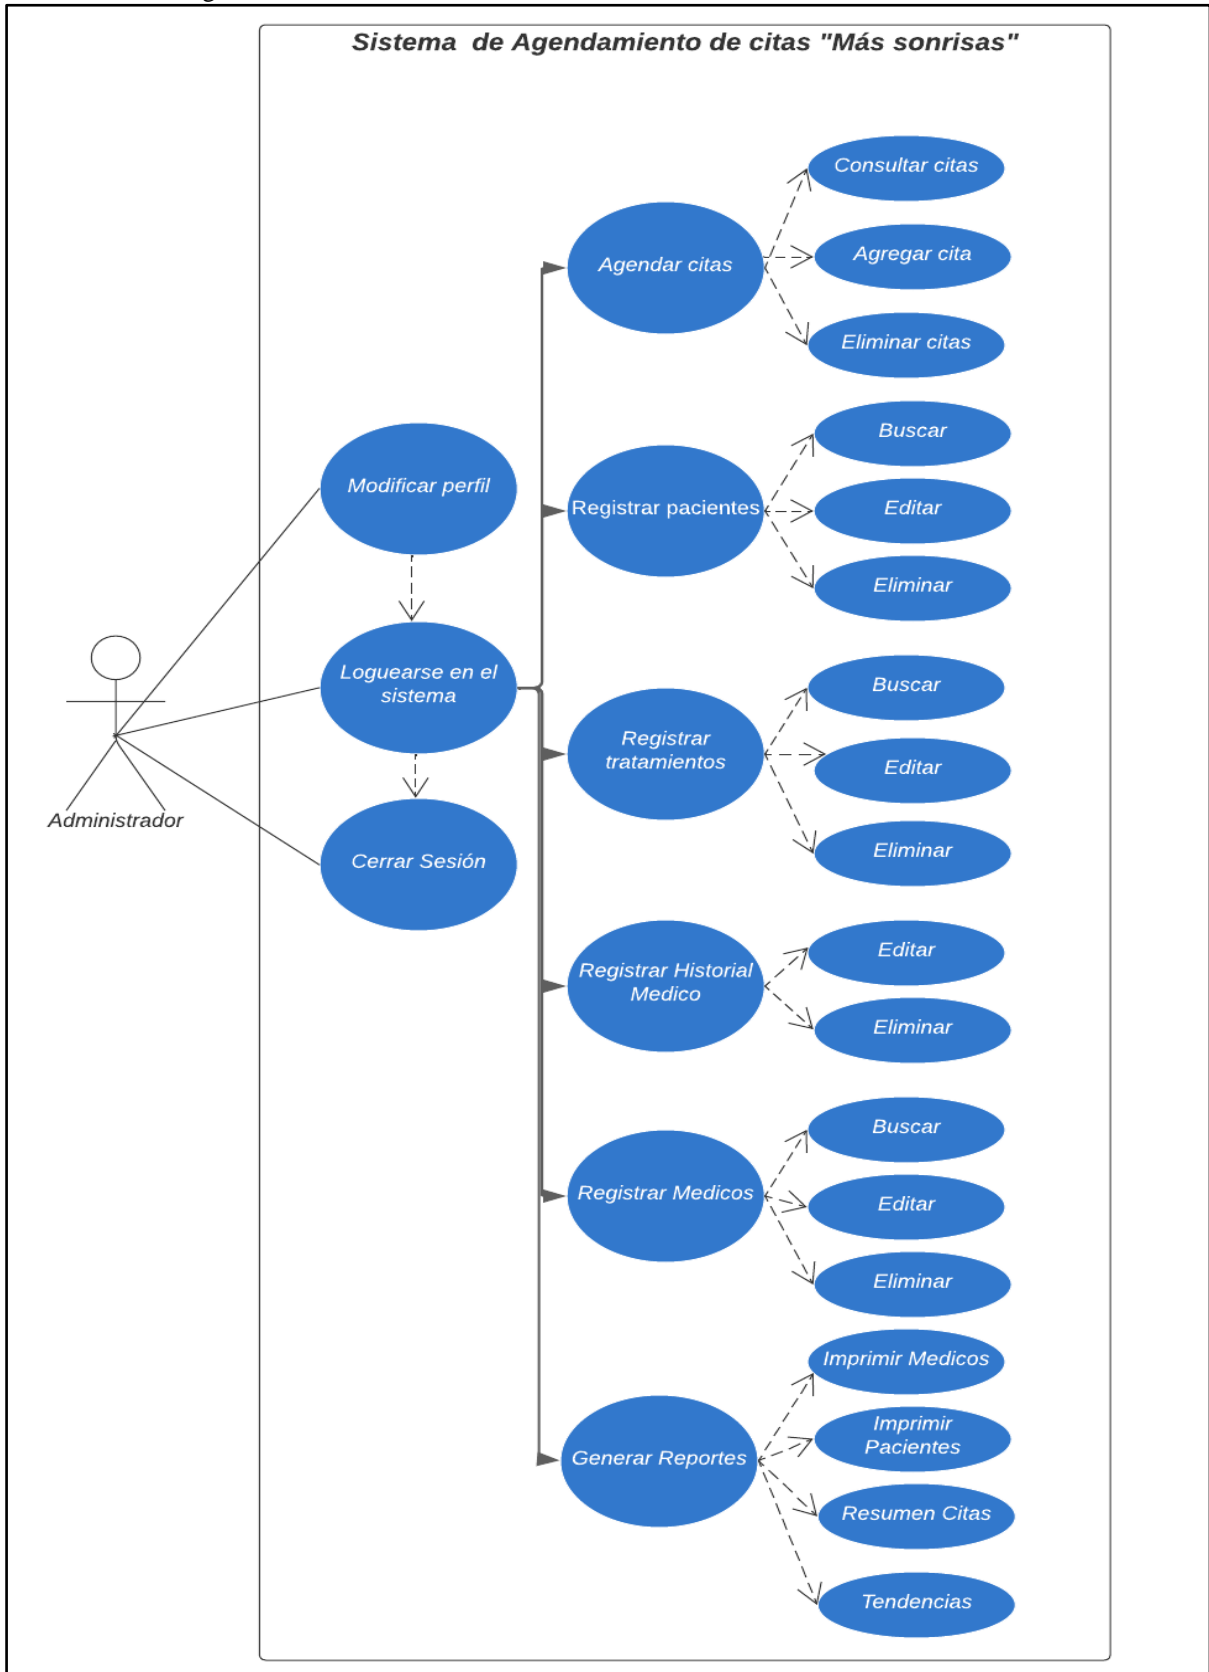 Sistema de Agendamiento de citas "Más sonrisas"
Consultar citas
Agendar citas
Agregar cita
Eliminar citas
Modificar perfil
Registrar pacientes
Buscar
Editar
Eliminar
Loguearse en el
sistema
Administrador
Cerrar Sesión
Registrar
tratamientos
Buscar
Editar
Eliminar
Registrar Historial
Medico
Editar
Eliminar
Registrar Medicos
Buscar
Editar
Eliminar
Generar Reportes
Imprimir Medicos
Imprimir
Pacientes
Resumen Citas
Tendencias